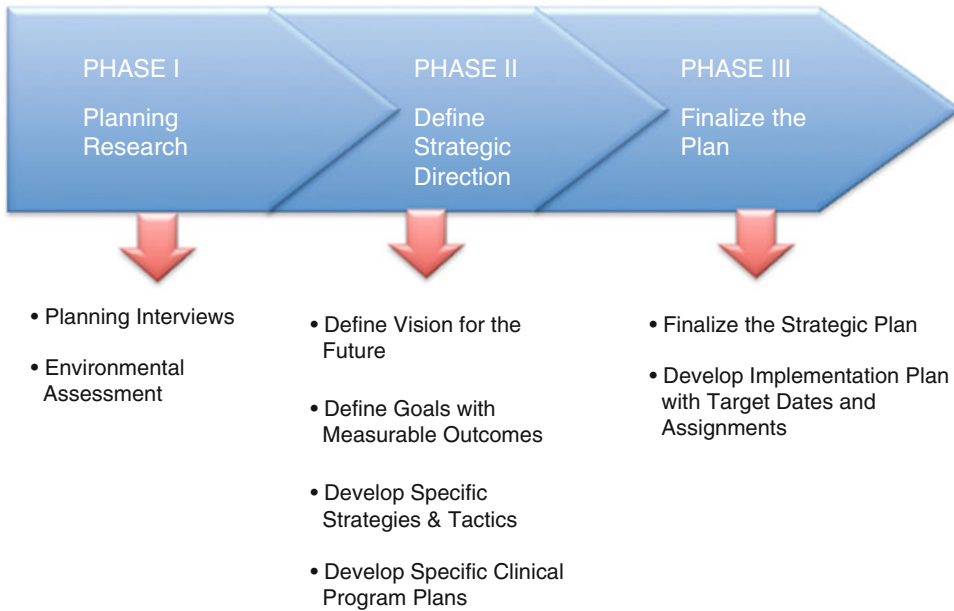 PHASE I
Planning
Research
PHASE II
Define
Strategic
Direction
PHASE III
Finalize the
Plan
• Planning Interviews
• Environmental
Assessment
• Define Vision for the
Future
• Define Goals with
Measurable Outcomes
• Develop Specific
Strategies & Tactics
• Develop Specific Clinical
Program Plans
• Finalize the Strategic Plan
• Develop Implementation Plan
with Target Dates and
Assignments